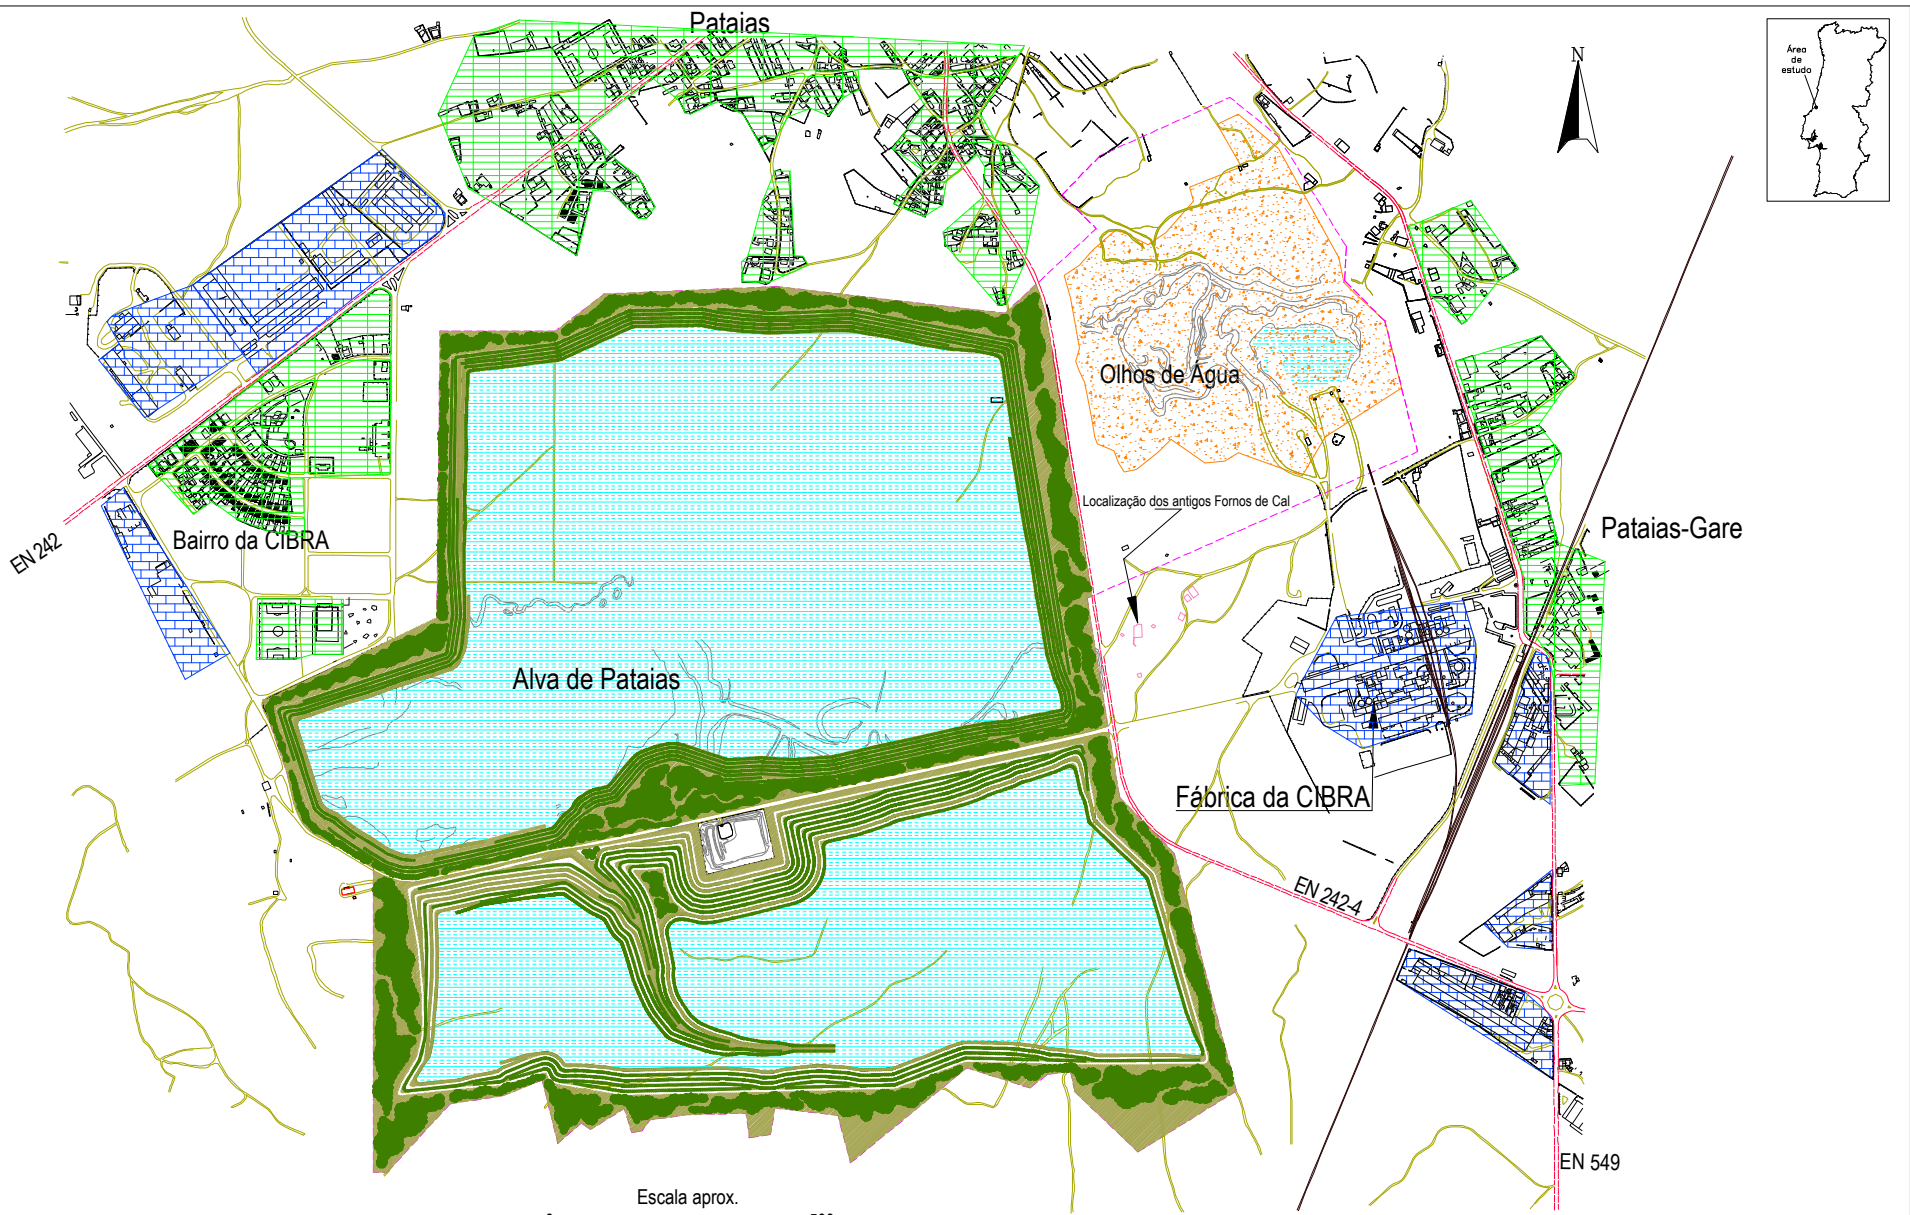 Pataias
N
Área
de
estudo
Olhos de Água
Localização dos antigos Fornos de Cal
Pataias-Gare
Bairro da CIBRA
EN 242
Alva de Pataias
Fábrica da CIBRA
EN 242-4
EN 549
Escala aprox.